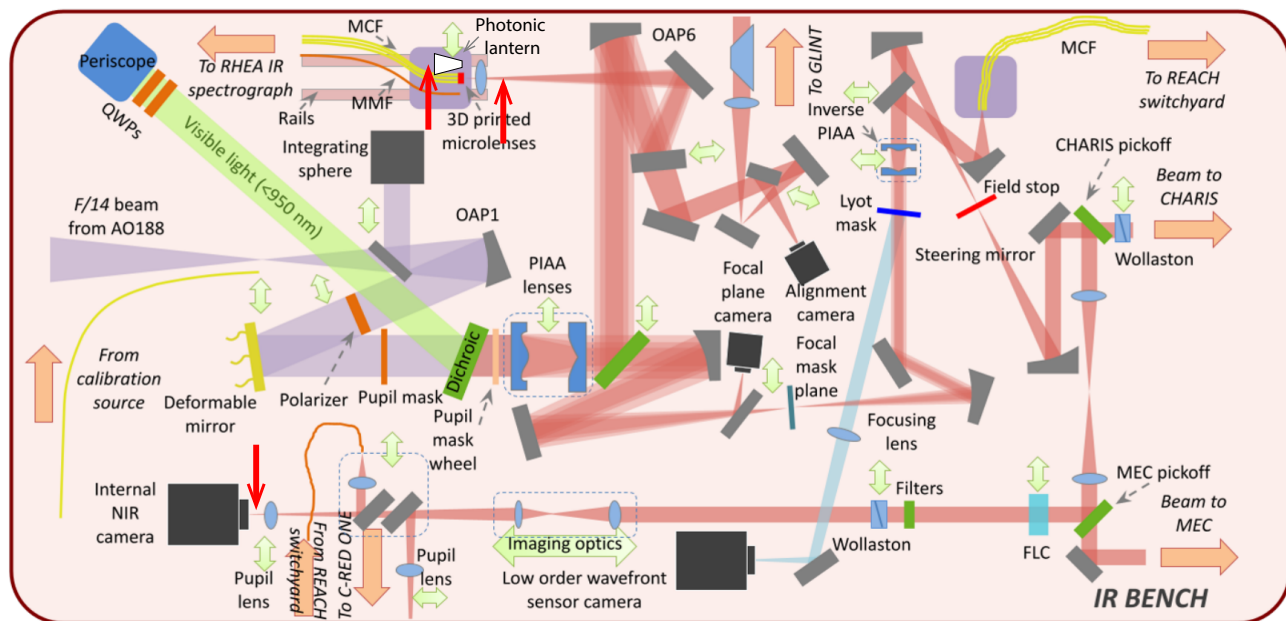 Periscope
QWPs
Visible light (<950 nm)
To RHEA IR
spectrograph
MCF
MMF
Rails
Photonic
lantern
3D printed
microlenses
Integrating
sphere
F/14 beam
from AO188
OAP1
OAP6
To GLINT
Inverse
PIAA
Lyot
mask
MCF
To REACH
switchyard
CHARIS pickoff
Beam to
CHARIS
Field stop
Steering mirror
Wollaston
PIAA
lenses
Focal
plane
camera
Alignment
camera
Focal
mask
plane
From
calibration
source
Deformable
mirror
Polarizer
Pupil mask
Dichroic
Pupil
mask
wheel
Focusing
lens
Internal
NIR
camera
Pupil
lens
From REACH
switchyard
To C-RED ONE
Pupil
lens
Imaging optics
Low order wavefront
sensor camera
Wollaston
Filters
FLC
MEC pickoff
Beam to
MEC
IR BENCH